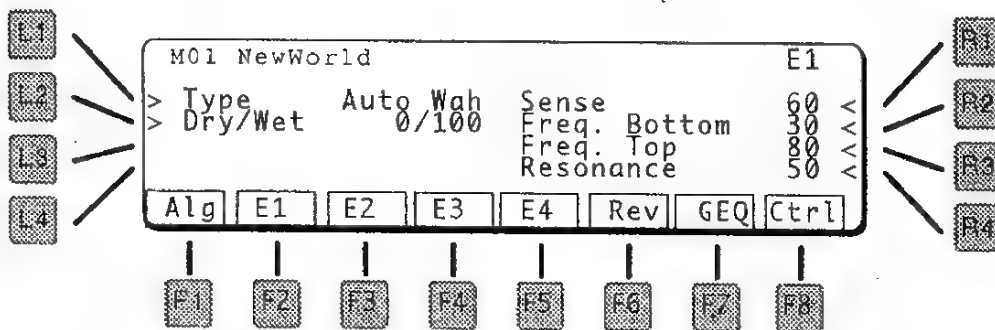 L1
L2
L3
L4
M01 NewWorld E1
> Type Auto Wah Sense 60 <
> Dry/Wet 0/100 Freq. Bottom 30 <
Freq. Top 80 <
Resonance 50 <
Alg E1 E2 E3 E4 Rev GEQ Ctrl
R1
R2
R3
R4
F1 F2 F3 F4 F5 F6 F7 F8